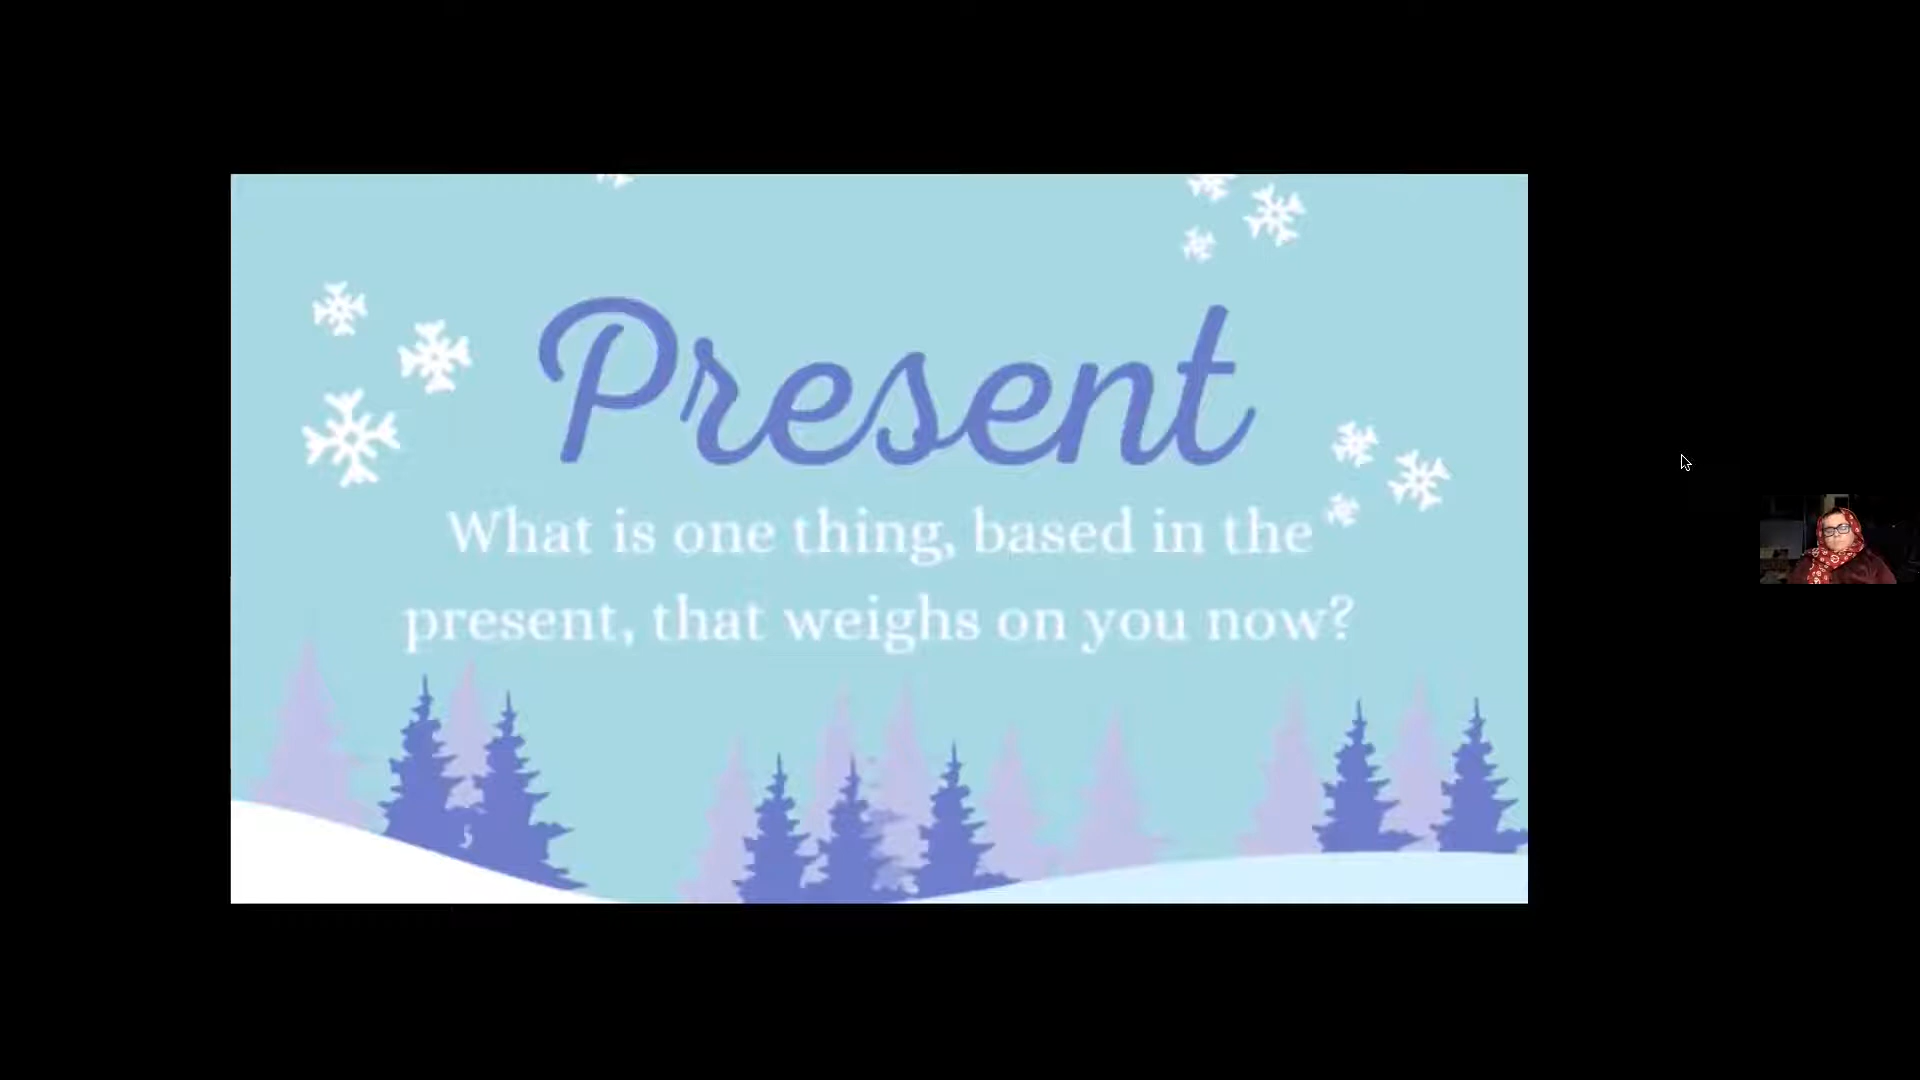 Present
What is one thing, based in the
present, that weighs on you now?